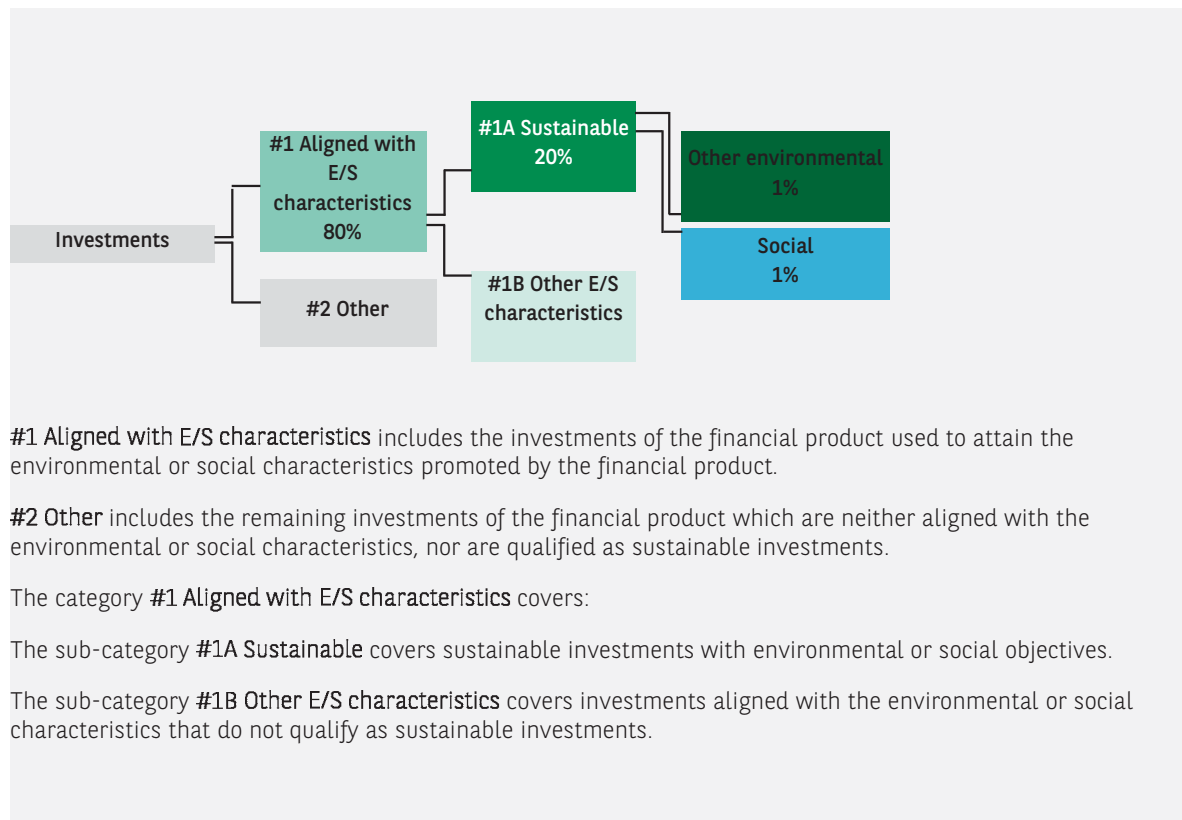 #1A Sustainable
20%
#1 Aligned with
E/S
characteristics
80%
Other environmental
1%
Investments
Social
1%
#2 Other
#1B Other E/S
characteristics
#1 Aligned with E/S characteristics includes the investments of the financial product used to attain the
environmental or social characteristics promoted by the financial product.
#2 Other includes the remaining investments of the financial product which are neither aligned with the
environmental or social characteristics, nor are qualified as sustainable investments.
The category #1 Aligned with E/S characteristics covers:
The sub-category #1A Sustainable covers sustainable investments with environmental or social objectives.
The sub-category #1B Other E/S characteristics covers investments aligned with the environmental or social
characteristics that do not qualify as sustainable investments.